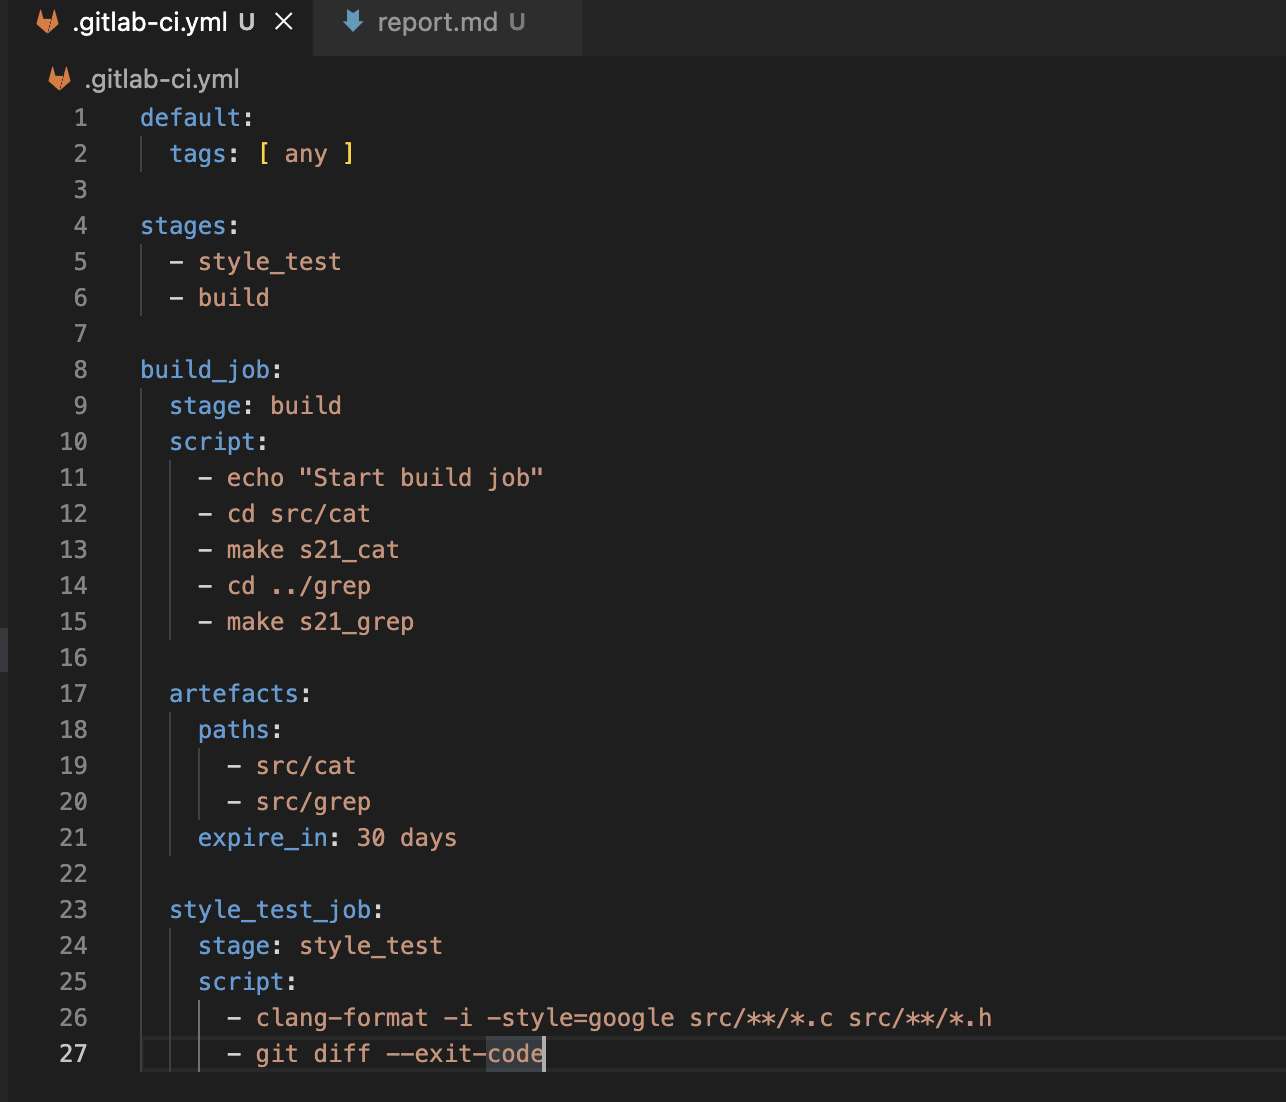 .gitlab-ci.yml U × report.md U
.gitlab-ci.yml
1 default:
2   tags: [ any ]
3
4 stages:
5   - style_test
6   - build
7
8 build_job:
9   stage: build
10   script:
11     - echo "Start build job"
12     - cd src/cat
13     - make s21_cat
14     - cd ../grep
15     - make s21_grep
16
17   artefacts:
18     paths:
19       - src/cat
20       - src/grep
21     expire_in: 30 days
22
23   style_test_job:
24     stage: style_test
25     script:
26       - clang-format -i -style=google src/**/*.c src/**/*.h
27       - git diff --exit-code